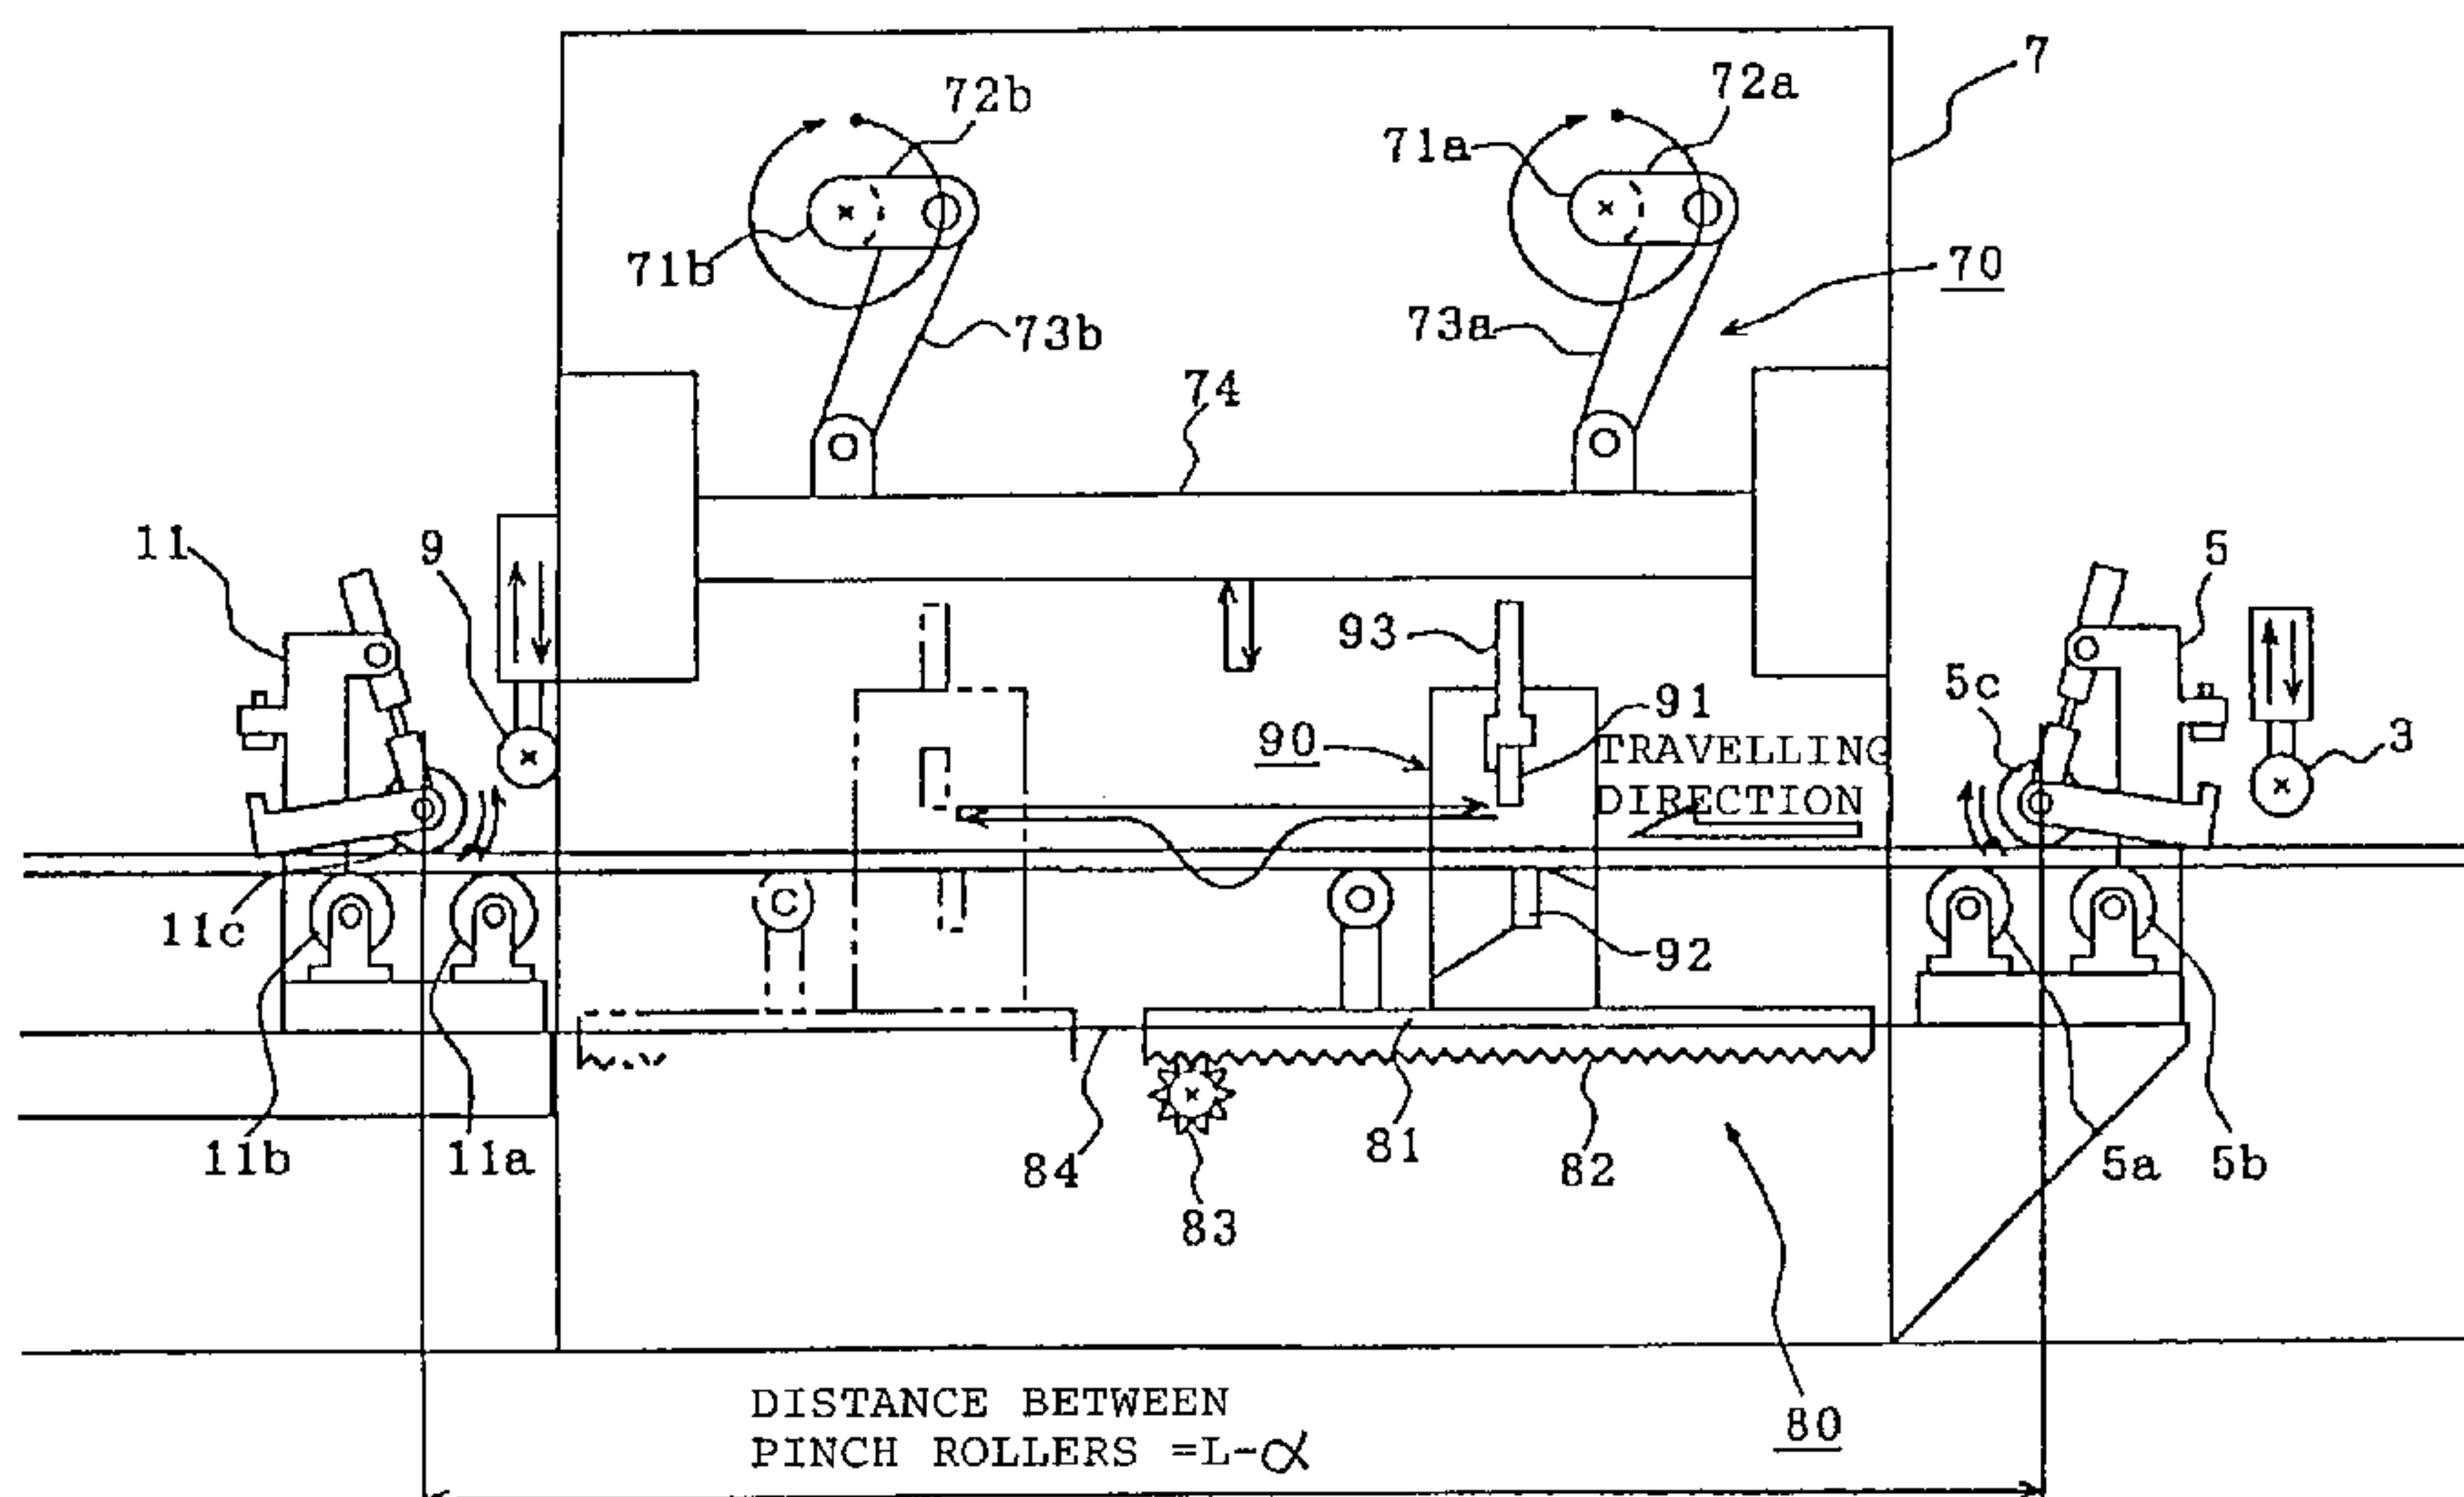 7
72b
72a
71a
71b
70
73b
73a
74
11
9
5
93
5c
91
90
TRAVELLING
DIRECTION
3
11c
92
11b
11a
84
81
82
5a
5b
83
DISTANCE BETWEEN
PINCH ROLLERS =L-α
80